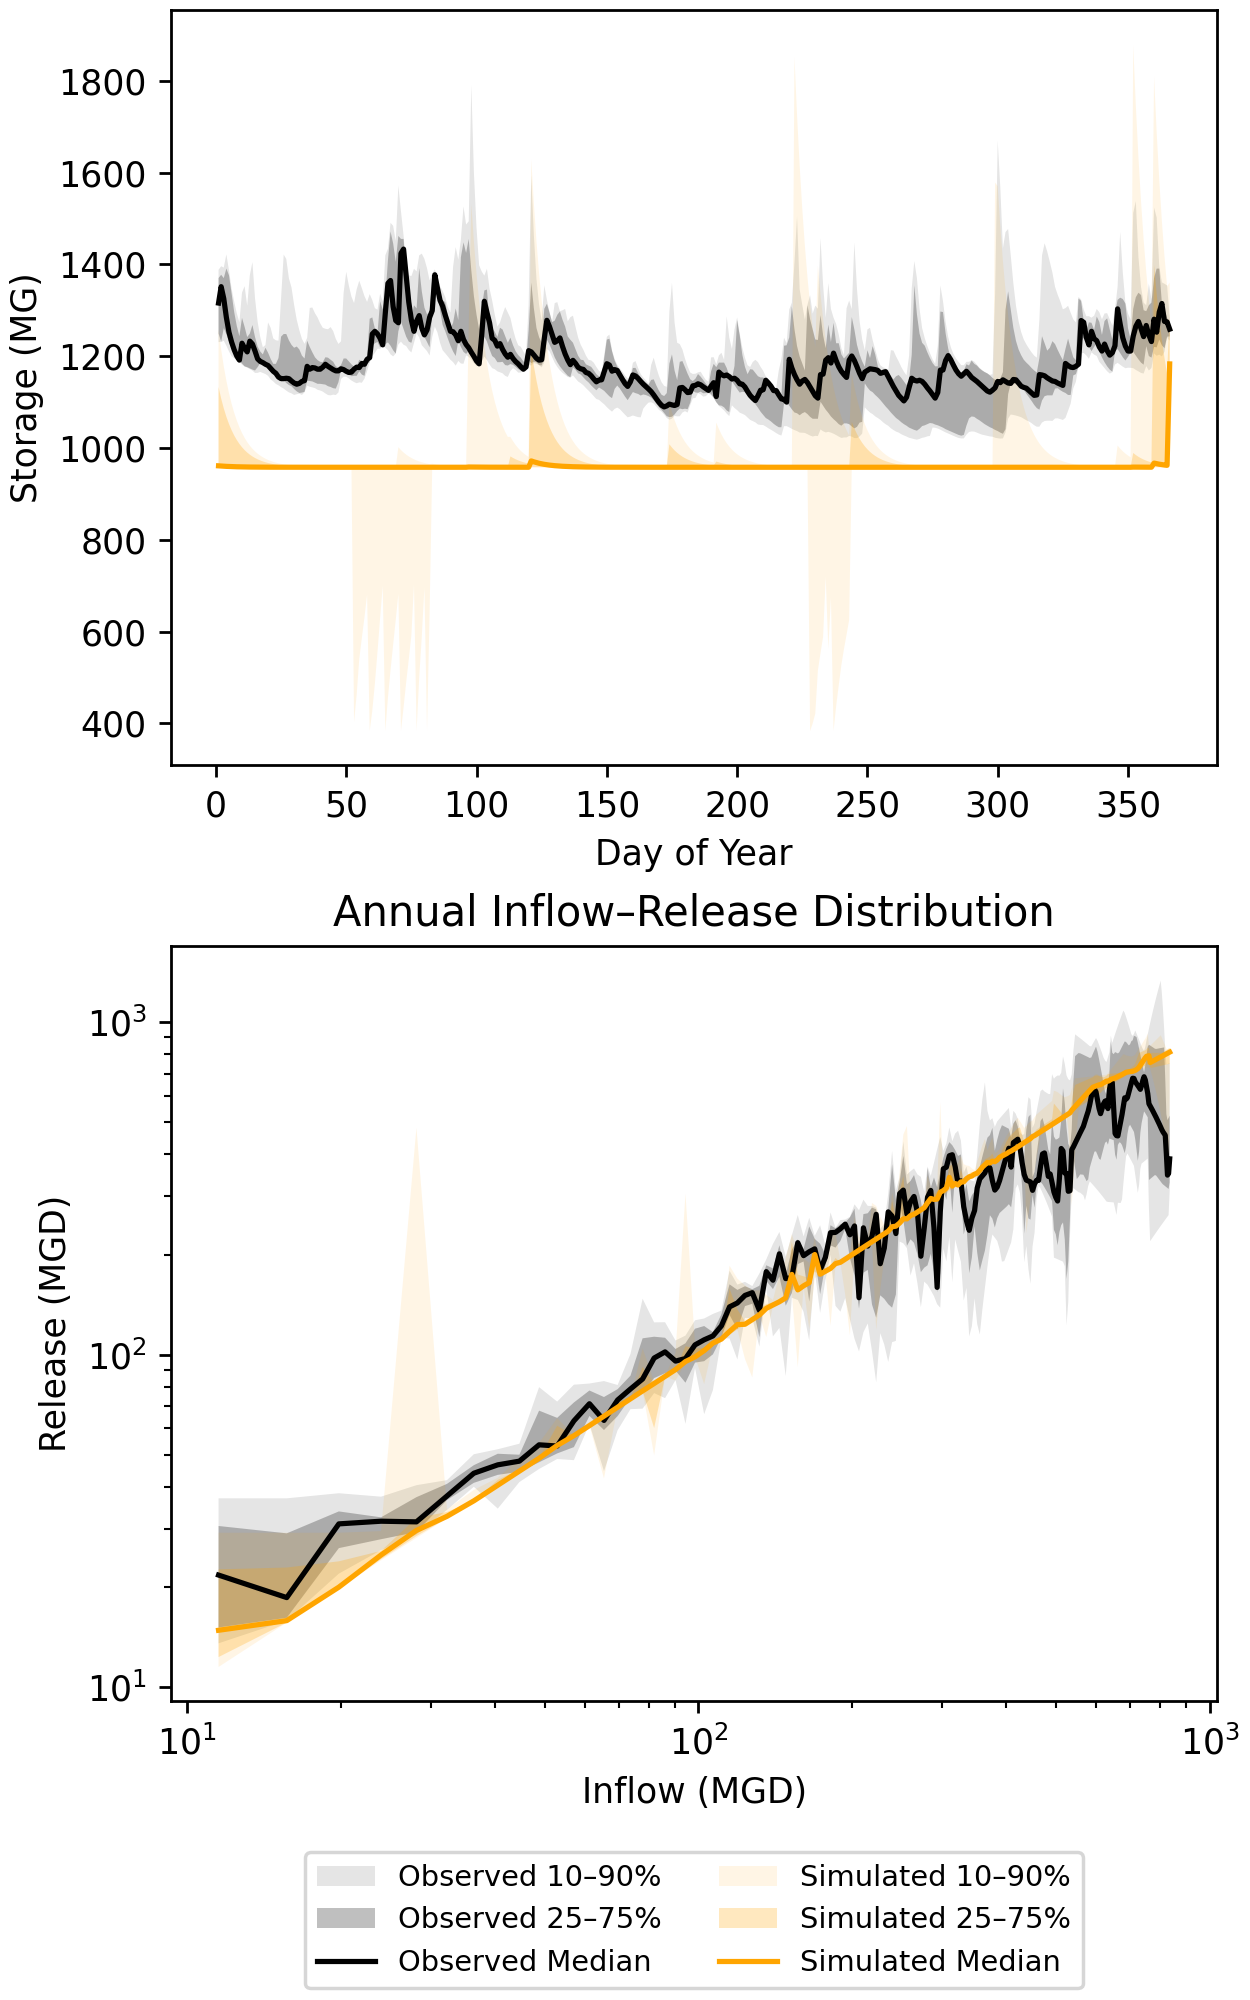 1800
1600
1400
1200
1000
800
600
400
Storage (MG)
0 50 100 150 200 250 300 350
Day of Year
Annual Inflow–Release Distribution
10³
10²
10¹
Release (MGD)
10¹ 10² 10³
Inflow (MGD)
Observed 10–90% Simulated 10–90%
Observed 25–75% Simulated 25–75%
Observed Median Simulated Median